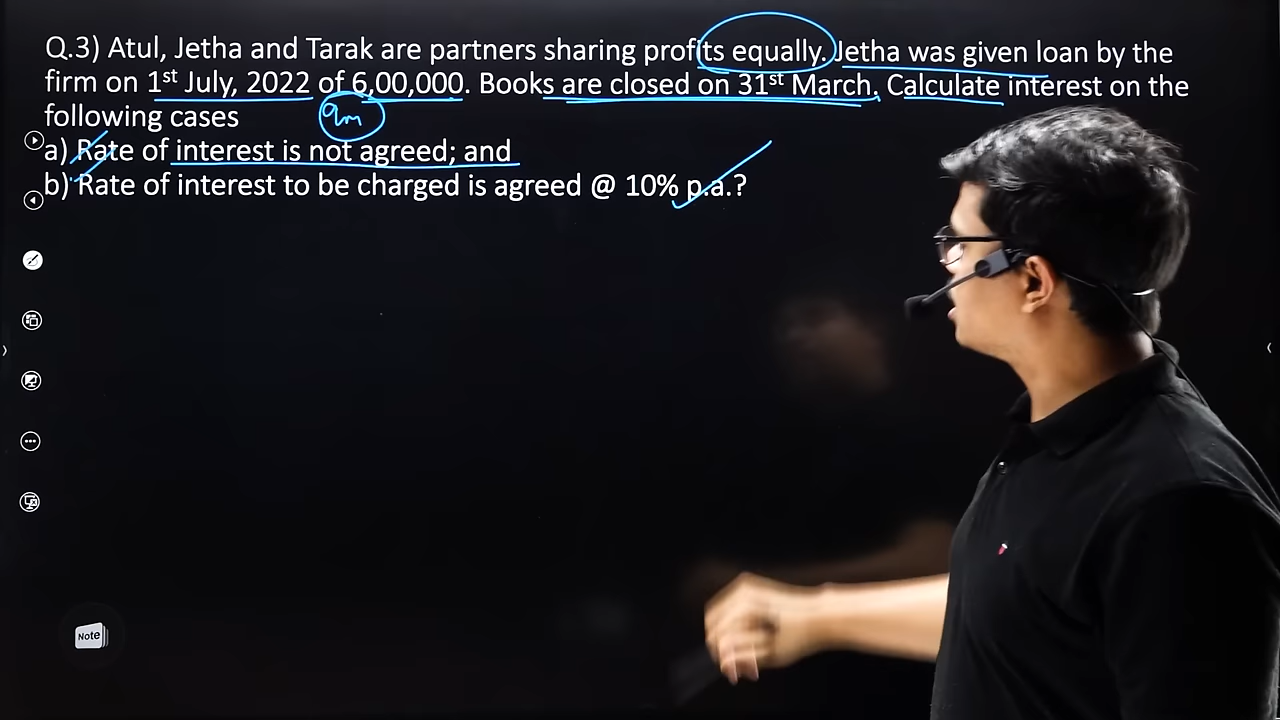 Q.3) Atul, Jetha and Tarak are partners sharing profits equally. Jetha was given loan by the
firm on 1st July, 2022 of 6,00,000. Books are closed on 31st March. Calculate interest on the
following cases
9m
a) Rate of interest is not agreed; and
b) Rate of interest to be charged is agreed @ 10% p.a.?
Note